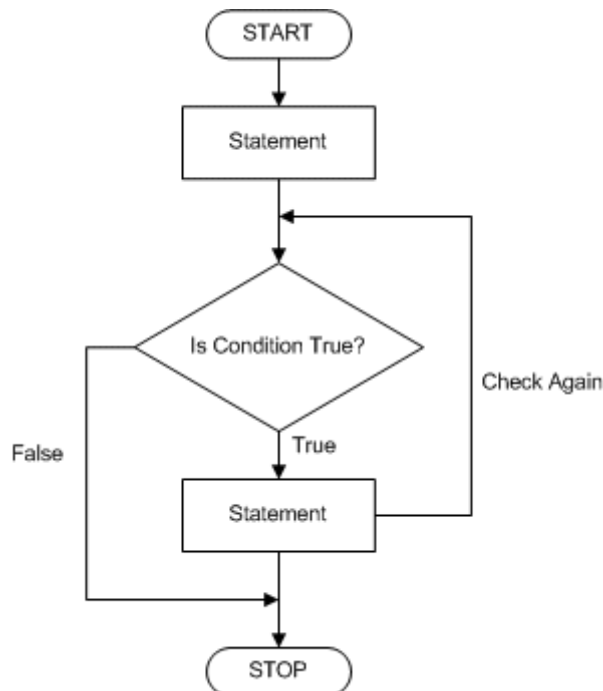 START
Statement
Is Condition True?
Check Again
True
False
Statement
STOP